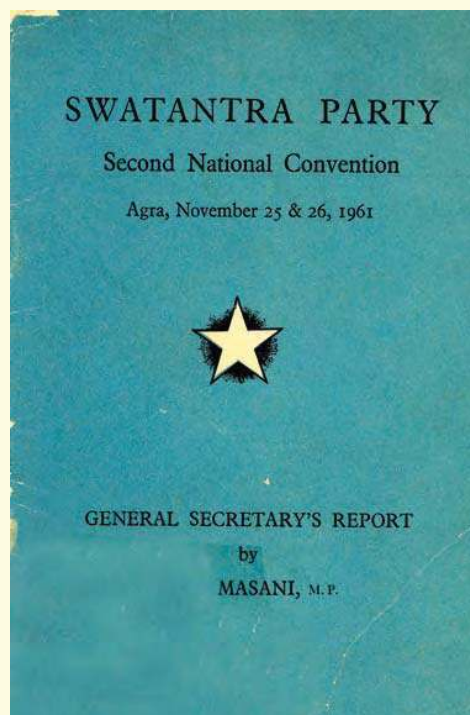 SWATANTRA PARTY
Second National Convention
Agra, November 25 & 26, 1961
GENERAL SECRETARY'S REPORT
by
MASANI, M.P.